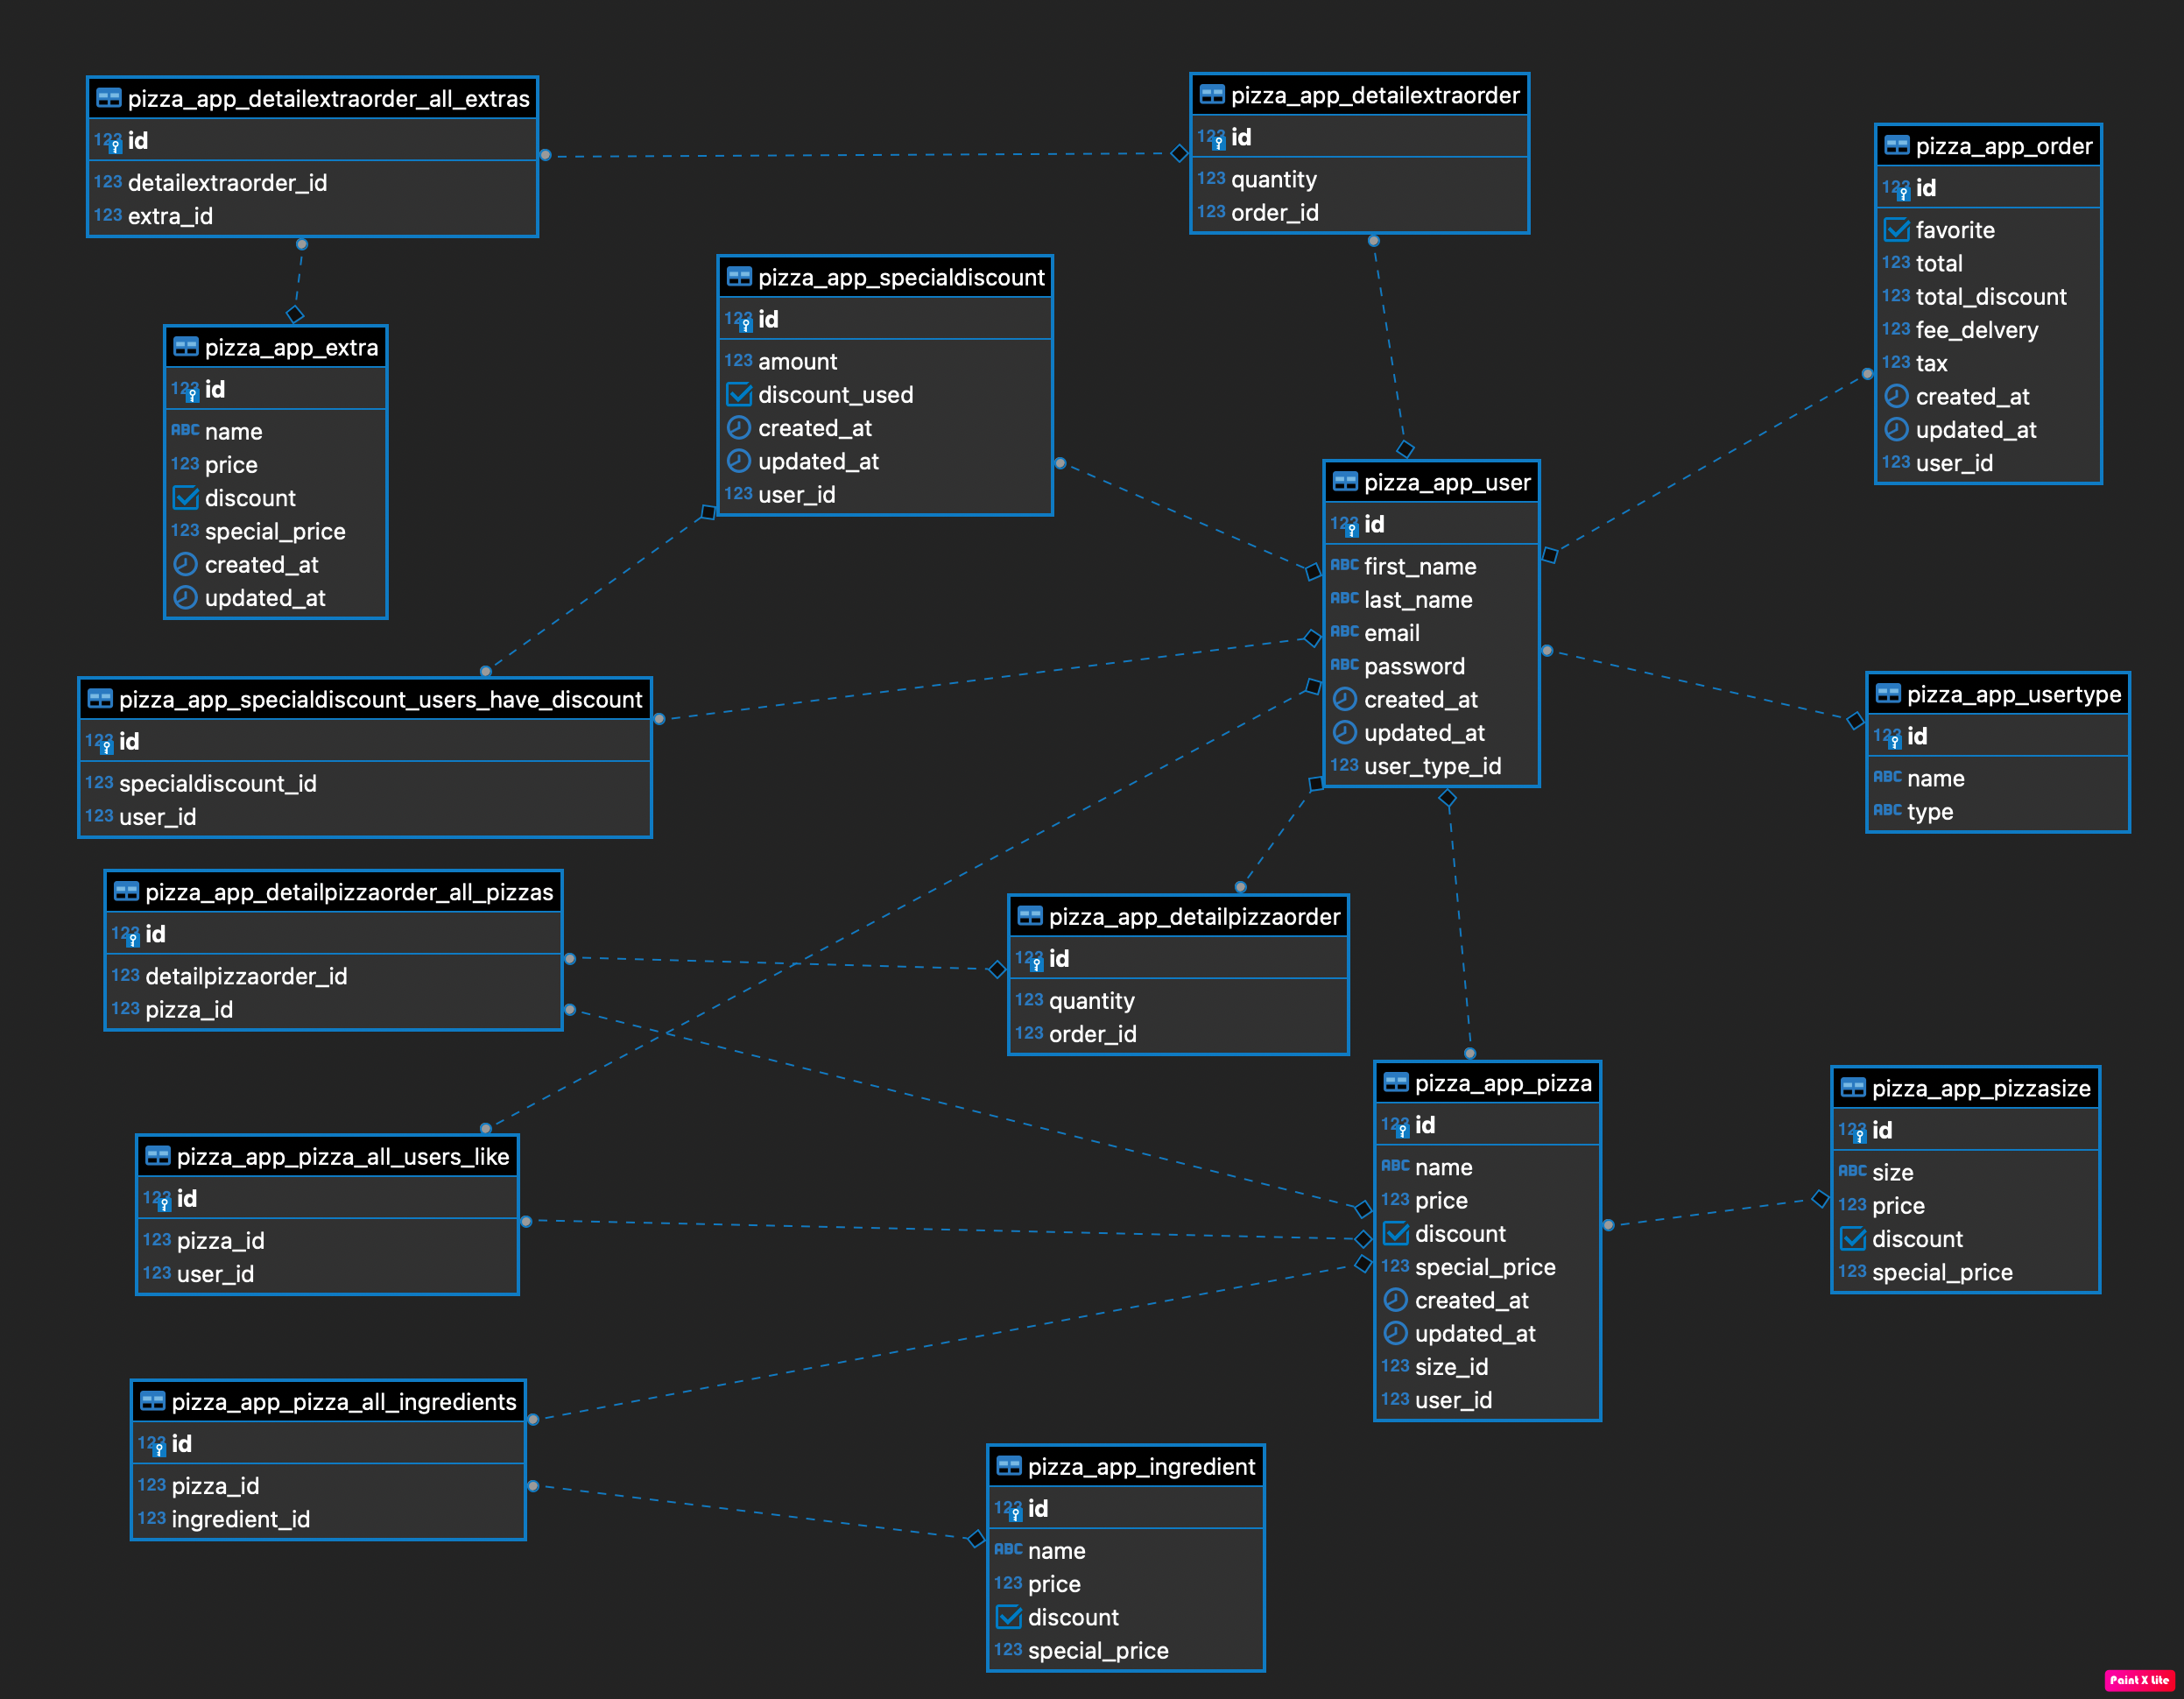 pizza_app_detailextraorder_all_extras
123 id
123 detailextraorder_id
123 extra_id
pizza_app_detailextraorder
123 id
123 quantity
123 order_id
pizza_app_order
123 id
favorite
123 total
123 total_discount
123 fee_delvery
123 tax
created_at
updated_at
123 user_id
pizza_app_specialdiscount
123 id
123 amount
discount_used
created_at
updated_at
123 user_id
pizza_app_extra
123 id
ABC name
123 price
discount
123 special_price
created_at
updated_at
pizza_app_user
123 id
ABC first_name
ABC last_name
ABC email
ABC password
created_at
updated_at
123 user_type_id
pizza_app_specialdiscount_users_have_discount
123 id
123 specialdiscount_id
123 user_id
pizza_app_usertype
123 id
ABC name
ABC type
pizza_app_detailpizzaorder_all_pizzas
123 id
123 detailpizzaorder_id
123 pizza_id
pizza_app_detailpizzaorder
123 id
123 quantity
123 order_id
pizza_app_pizza
123 id
ABC name
123 price
discount
123 special_price
created_at
updated_at
123 size_id
123 user_id
pizza_app_pizzasize
123 id
ABC size
123 price
discount
123 special_price
pizza_app_pizza_all_users_like
123 id
123 pizza_id
123 user_id
pizza_app_pizza_all_ingredients
123 id
123 pizza_id
123 ingredient_id
pizza_app_ingredient
123 id
ABC name
123 price
discount
123 special_price
Paint X Lite